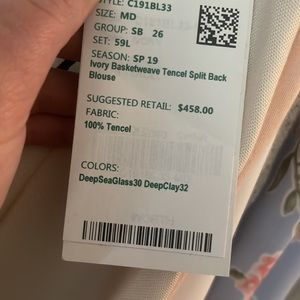 STYLE: C191BL33
SIZE: MD
GROUP: SB 26
SET: 59L
SEASON: SP 19
Ivory Basketweave Tencel Split Back
Blouse
SUGGESTED RETAIL: $458.00
FABRIC:
100% Tencel
COLORS:
DeepSeaGlass30 DeepClay32